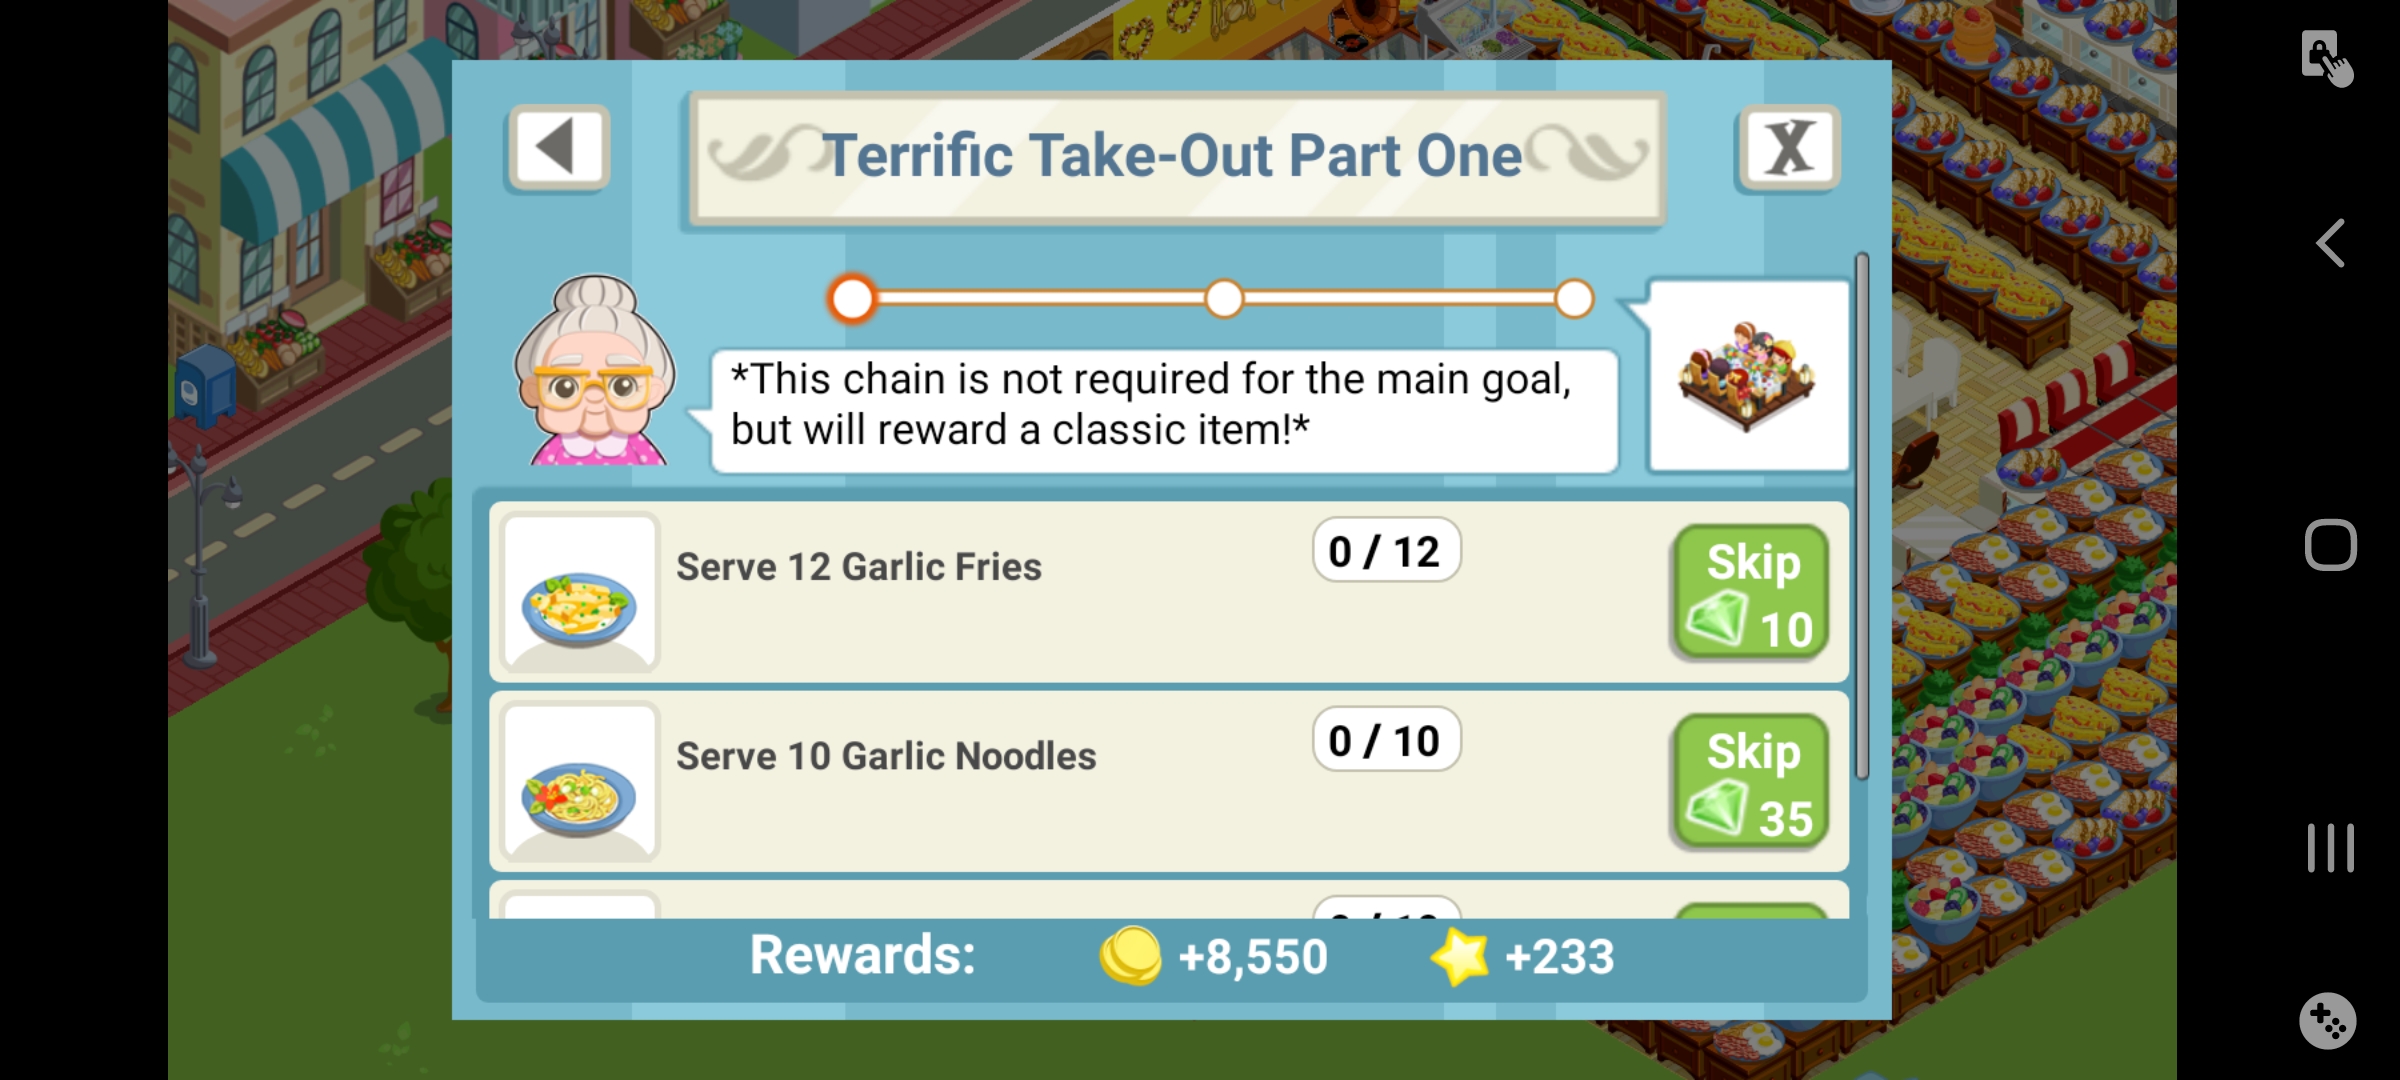 Terrific Take-Out Part One
X
*This chain is not required for the main goal,
but will reward a classic item!*
Serve 12 Garlic Fries
0 / 12
Skip
10
Serve 10 Garlic Noodles
0 / 10
Skip
35
Rewards:
+8,550
+233